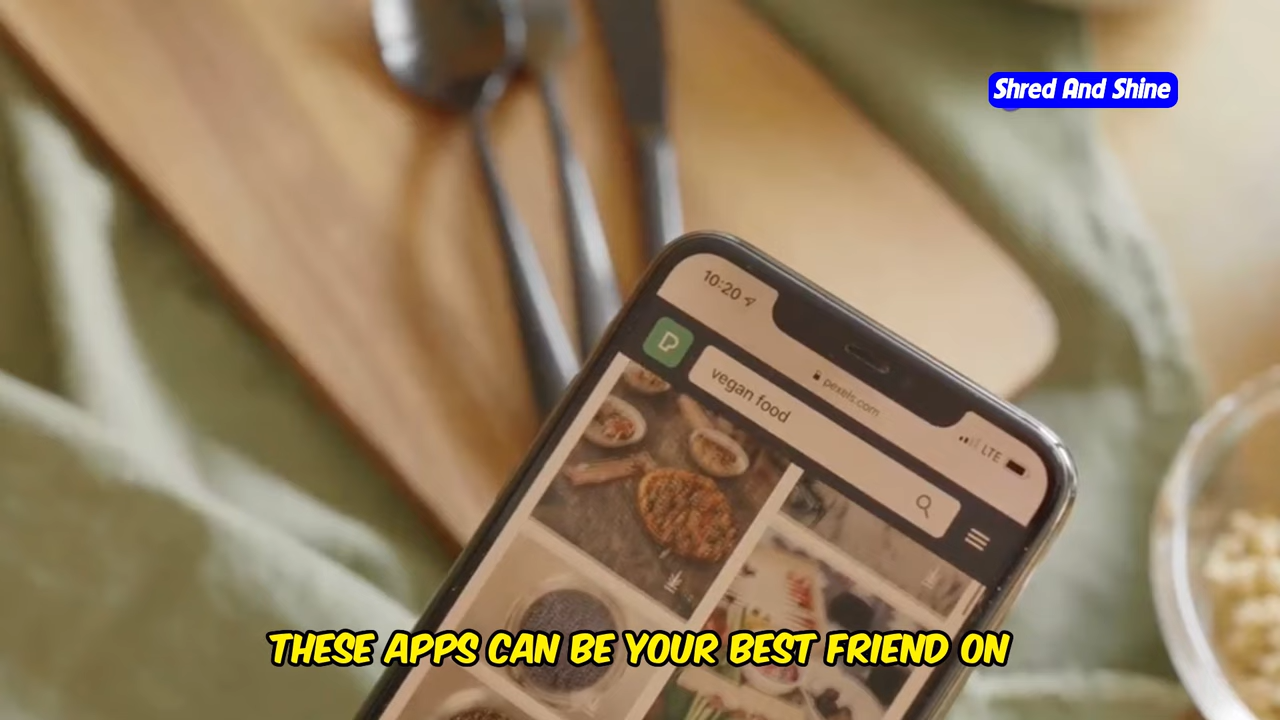 Shred And Shine
10:20
pexels.com
LTE
vegan food
THESE APPS CAN BE YOUR BEST FRIEND ON